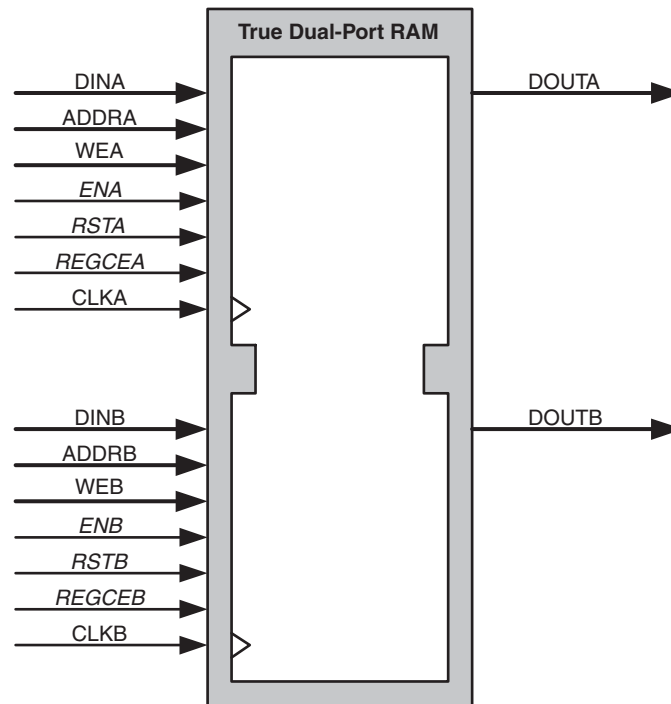 True Dual-Port RAM
DINA
DOUTA
ADDRA
WEA
ENA
RSTA
REGCEA
CLKA
DINB
DOUTB
ADDRB
WEB
ENB
RSTB
REGCEB
CLKB